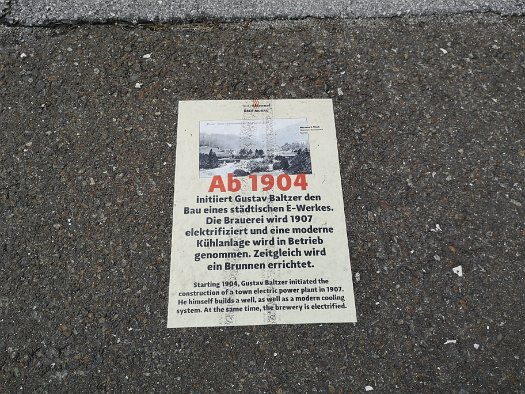 Ab 1904
initiiert Gustav Baltzer den
Bau eines städtischen E-Werkes.
Die Brauerei wird 1907
elektrifiziert und eine moderne
Kühlanlage wird in Betrieb
genommen. Zeitgleich wird
ein Brunnen errichtet.
Starting 1904, Gustav Baltzer initiated the
construction of a town electric power plant in 1907.
He himself builds a well, as well as a modern cooling
system. At the same time, the brewery is electrified.